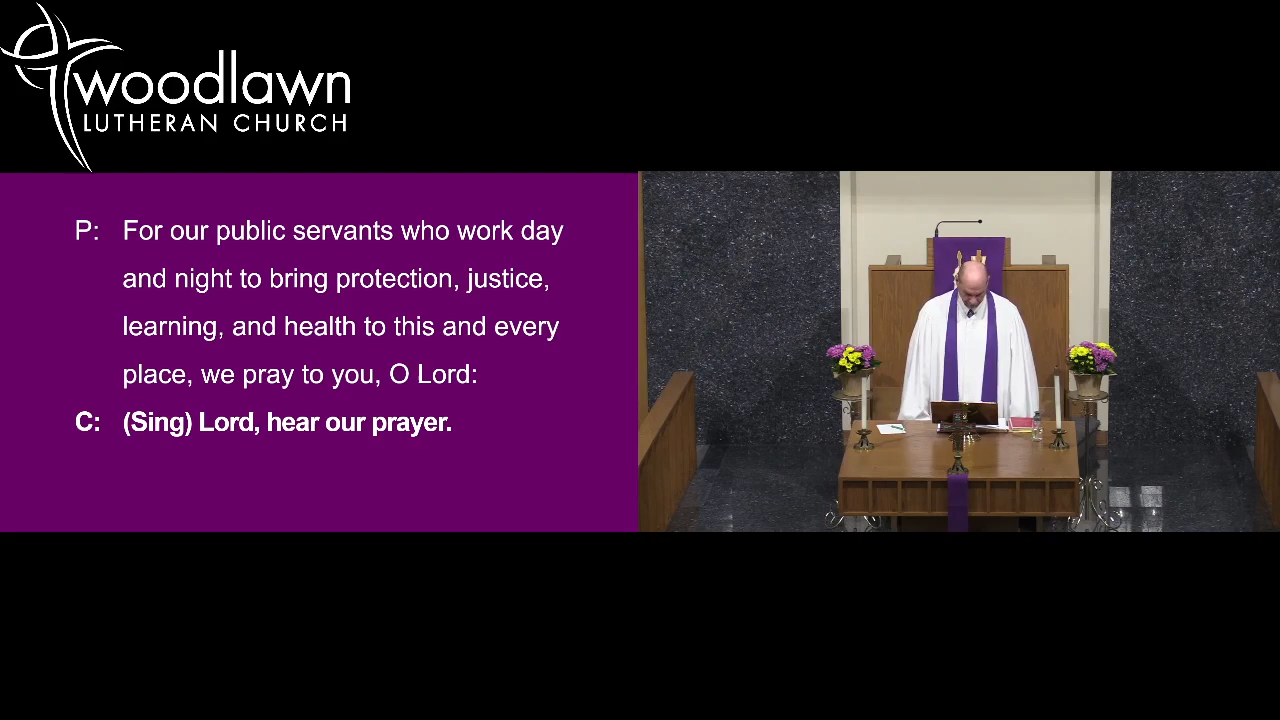 woodlawn
LUTHERAN CHURCH
P: For our public servants who work day
and night to bring protection, justice,
learning, and health to this and every
place, we pray to you, O Lord:
C: (Sing) Lord, hear our prayer.